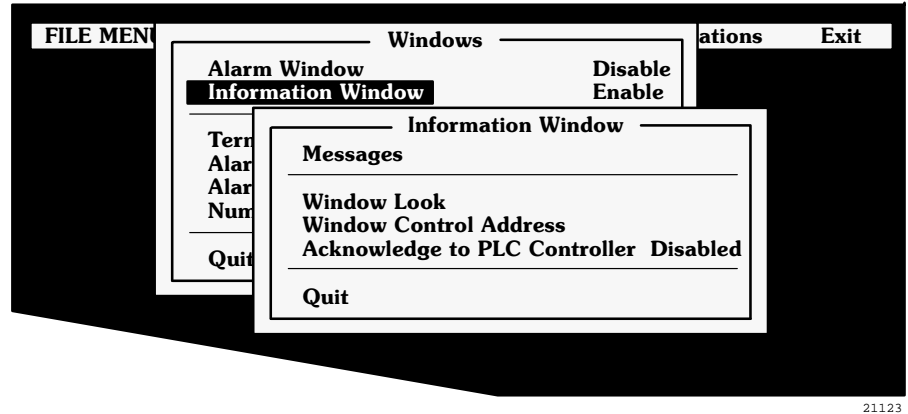 Windows
FILE MENU ations Exit
Alarm Window Disable
Information Window Enable
Information Window
Tern
Messages
Alar
Alar
Window Look
Num
Window Control Address
Acknowledge to PLC Controller Disabled
Quit
Quit
21123